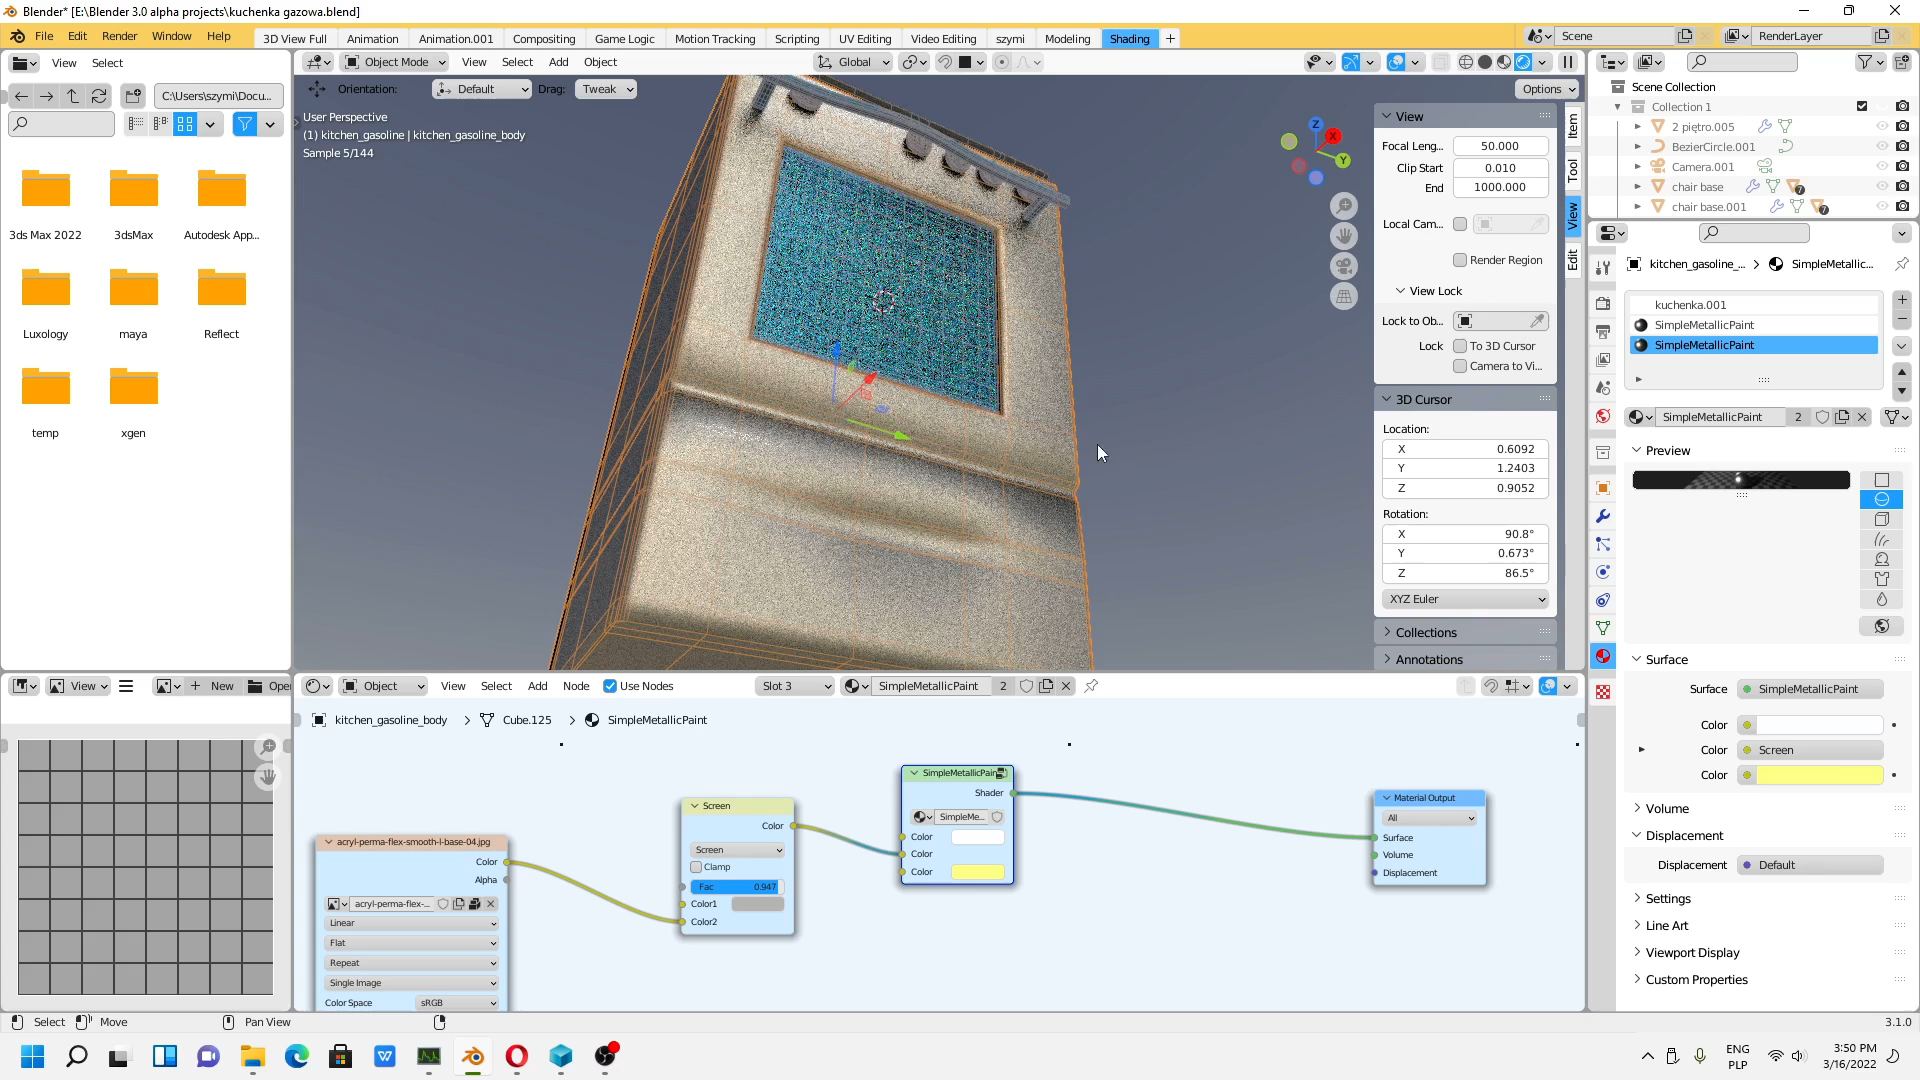 Blender* [E:\Blender 3.0 alpha projects\kuchenka gazowa.blend]
File Edit Render Window Help
3D View Full Animation Animation.001 Compositing Game Logic Motion Tracking Scripting UV Editing Video Editing szymi Modeling Shading +
Scene RenderLayer
View Select
Object Mode View Select Add Object Global
C:\Users\szymi\Docu...
Orientation: Default Drag: Tweak Options
User Perspective
(1) kitchen_gasoline | kitchen_gasoline_body
Sample 5/144
3ds Max 2022 3dsMax Autodesk App...
Luxology maya Reflect
temp xgen
Z X Y
View
Focal Leng... 50.000
Clip Start 0.010
End 1000.000
Local Cam...
Render Region
View Lock
Lock to Ob...
Lock To 3D Cursor
Camera to Vi...
3D Cursor
Location:
X 0.6092
Y 1.2403
Z 0.9052
Rotation:
X 90.8°
Y 0.673°
Z 86.5°
XYZ Euler
Collections
Annotations
Item
Tool
View
Edit
Scene Collection
Collection 1
2 piętro.005
BezierCircle.001
Camera.001
chair base 7
chair base.001 7
kitchen_gasoline_... > SimpleMetallic...
kuchenka.001
SimpleMetallicPaint
SimpleMetallicPaint
SimpleMetallicPaint 2
Preview
Surface
Surface SimpleMetallicPaint
Color
Color Screen
Color
Volume
Displacement
Displacement Default
Settings
Line Art
Viewport Display
Custom Properties
View New Open
Object View Select Add Node Use Nodes Slot 3 SimpleMetallicPaint 2
kitchen_gasoline_body > Cube.125 > SimpleMetallicPaint
acryl-perma-flex-smooth-l-base-04.jpg
Color
Alpha
acryl-perma-flex-...
Linear
Flat
Repeat
Single Image
Color Space sRGB
Screen
Color
Screen
Clamp
Fac 0.947
Color1
Color2
SimpleMetallicPain
Shader
SimpleMe...
Color
Color
Color
Material Output
All
Surface
Volume
Displacement
Select Move Pan View 3.1.0
ENG
PLP
3:50 PM
3/16/2022